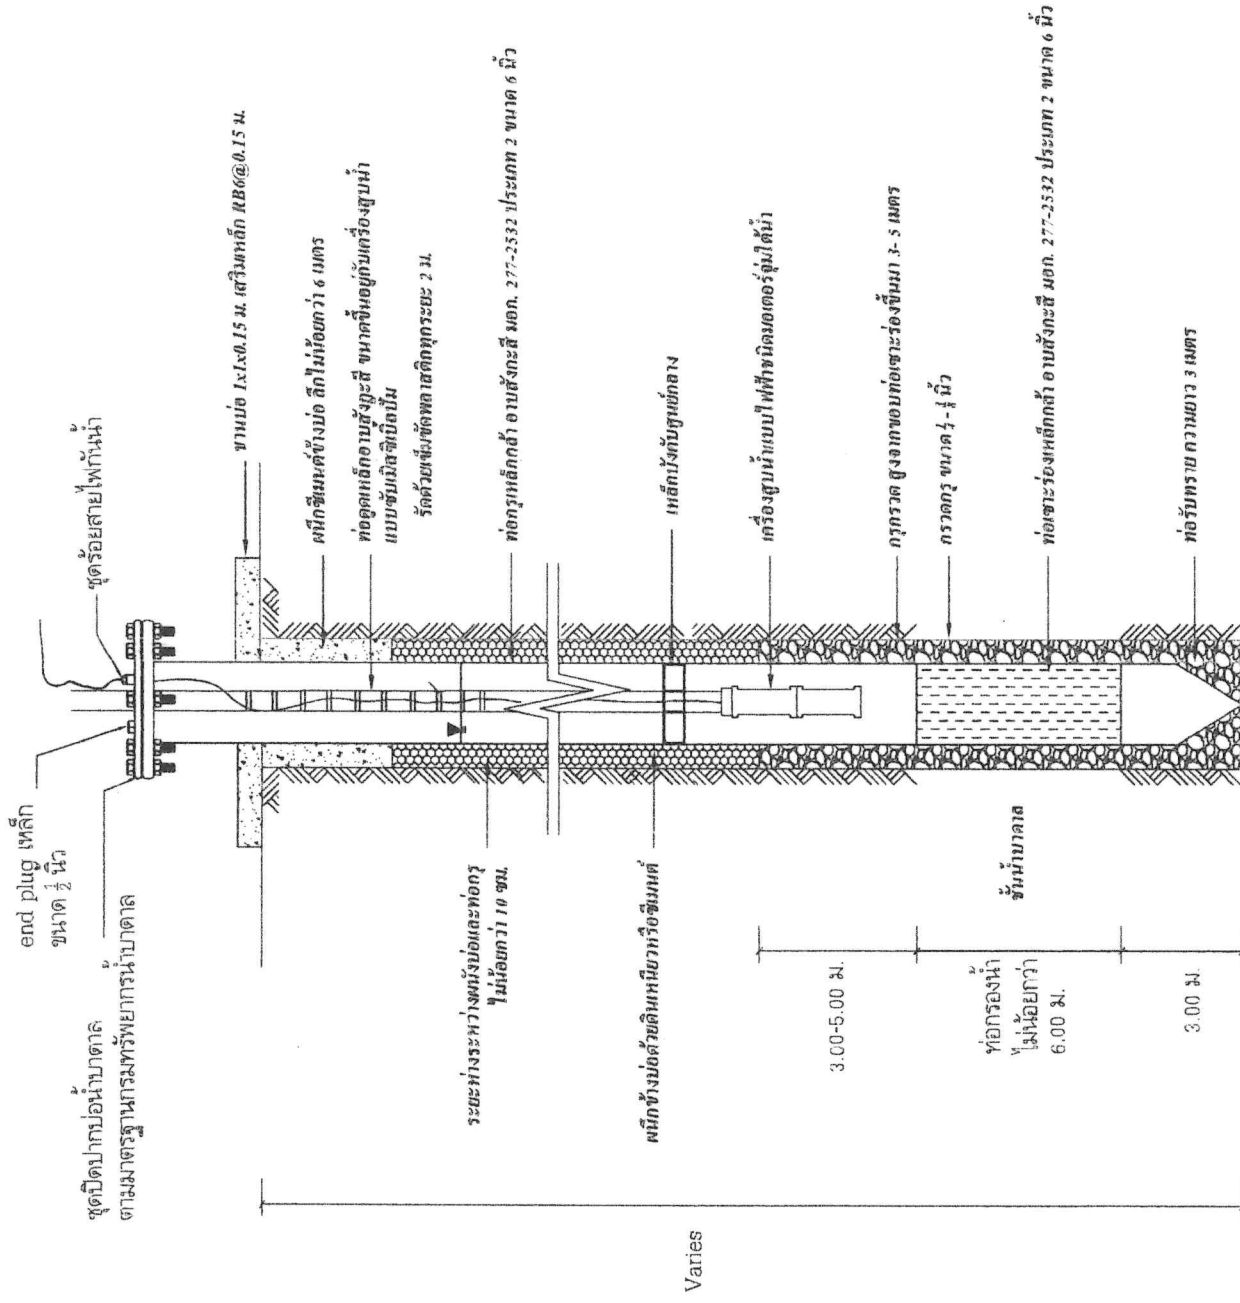 end plug เหล็ก
ขนาด 1/2 นิ้ว
ชุดปิดปากบ่อน้ำบาดาล
ตามมาตรฐานกรมทรัพยากรน้ำบาดาล
ชุดร้อยสายไฟกันน้ำ
ชานบ่อ 1x1x0.15 ม. เสริมเหล็ก RB6@0.15 ม.
ผนึกซีเมนต์ข้างบ่อ ลึกไม่น้อยกว่า 6 เมตร
ท่อดูดเหล็กอาบสังกะสี ขนาดขึ้นอยู่กับเครื่องสูบน้ำ
แบบซับเมิสซิเบิ้ลปั๊ม
รัดด้วยเข็มขัดพลาสติกทุกระยะ 2 ม.
ท่อกรุเหล็กกล้า อาบสังกะสี มอก. 277-2532 ประเภท 2 ขนาด 6 นิ้ว
ระยะห่างระหว่างผนังบ่อและท่อกรุ
ไม่น้อยกว่า 10 ซม.
เหล็กบังคับศูนย์กลาง
ผนึกข้างบ่อด้วยดินเหนียวหรือซีเมนต์
เครื่องสูบน้ำแบบไฟฟ้าชนิดมอเตอร์จุ่มใต้น้ำ
กรุกรวด สูงจากขอบท่อเซาะร่องขึ้นมา 3- 5 เมตร
กรวดกรุ ขนาด นิ้ว
ท่อเซาะร่องเหล็กกล้า อาบสังกะสี มอก. 277-2532 ประเภท 2 ขนาด 6 นิ้ว
ชั้นน้ำบาดาล
ท่อรับทราย ความยาว 3 เมตร
3.00-5.00 ม.
ท่อกรองน้ำ
ไม่น้อยกว่า
6.00 ม.
3.00 ม.
Varies